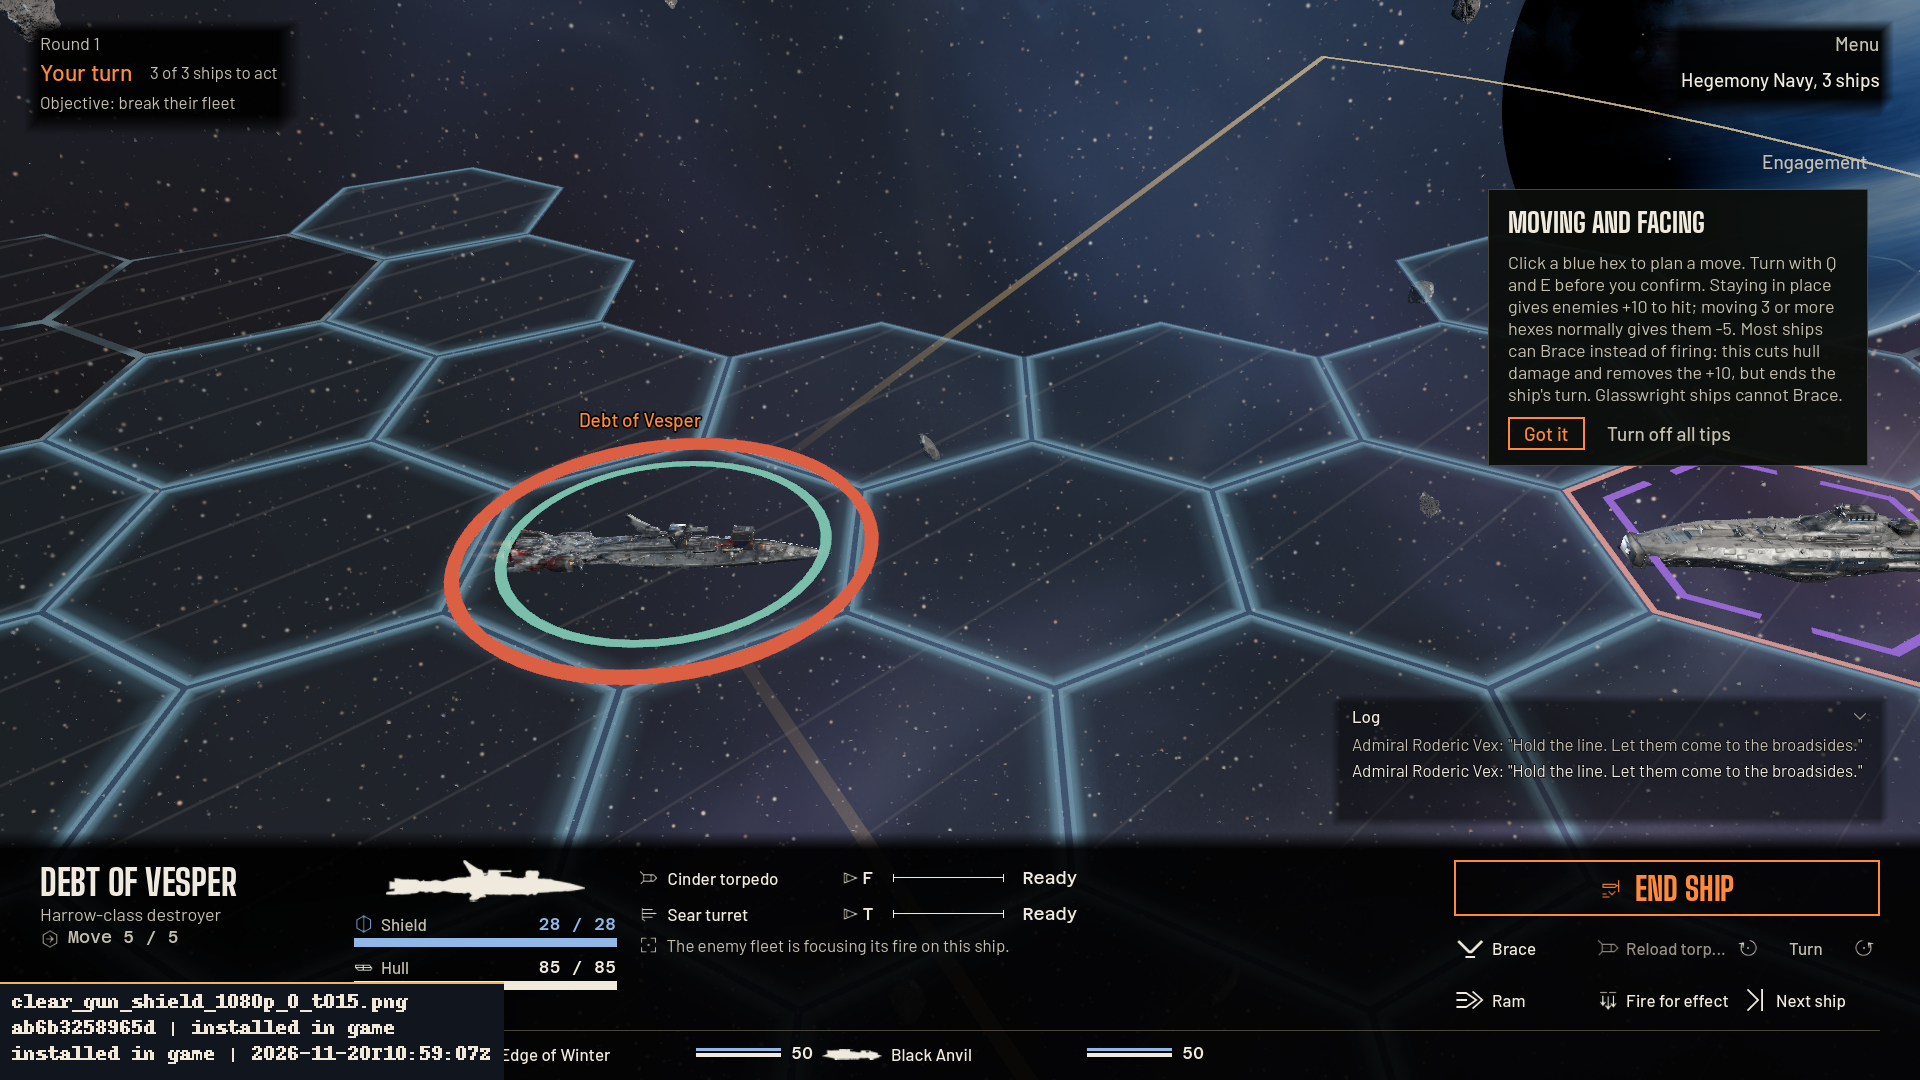 Round 1
Your turn 3 of 3 ships to act
Objective: break their fleet
Menu
Hegemony Navy, 3 ships
Engagement
MOVING AND FACING
Click a blue hex to plan a move. Turn with Q
and E before you confirm. Staying in place
gives enemies +10 to hit; moving 3 or more
hexes normally gives them -5. Most ships
can Brace instead of firing: this cuts hull
damage and removes the +10, but ends the
ship's turn. Glasswright ships cannot Brace.
Got it Turn off all tips
Debt of Vesper
Log
Admiral Roderic Vex: "Hold the line. Let them come to the broadsides."
Admiral Roderic Vex: "Hold the line. Let them come to the broadsides."
DEBT OF VESPER
Harrow-class destroyer
Move 5 / 5
Shield 28 / 28
Hull 85 / 85
Cinder torpedo F Ready
Sear turret T Ready
The enemy fleet is focusing its fire on this ship.
END SHIP
Brace Reload torp... Turn
Ram Fire for effect Next ship
Edge of Winter 50 Black Anvil 50
clear_gun_shield_1080p_0_t015.png
ab6b3258965d | installed in game
installed in game | 2026-11-20T10:59:07Z